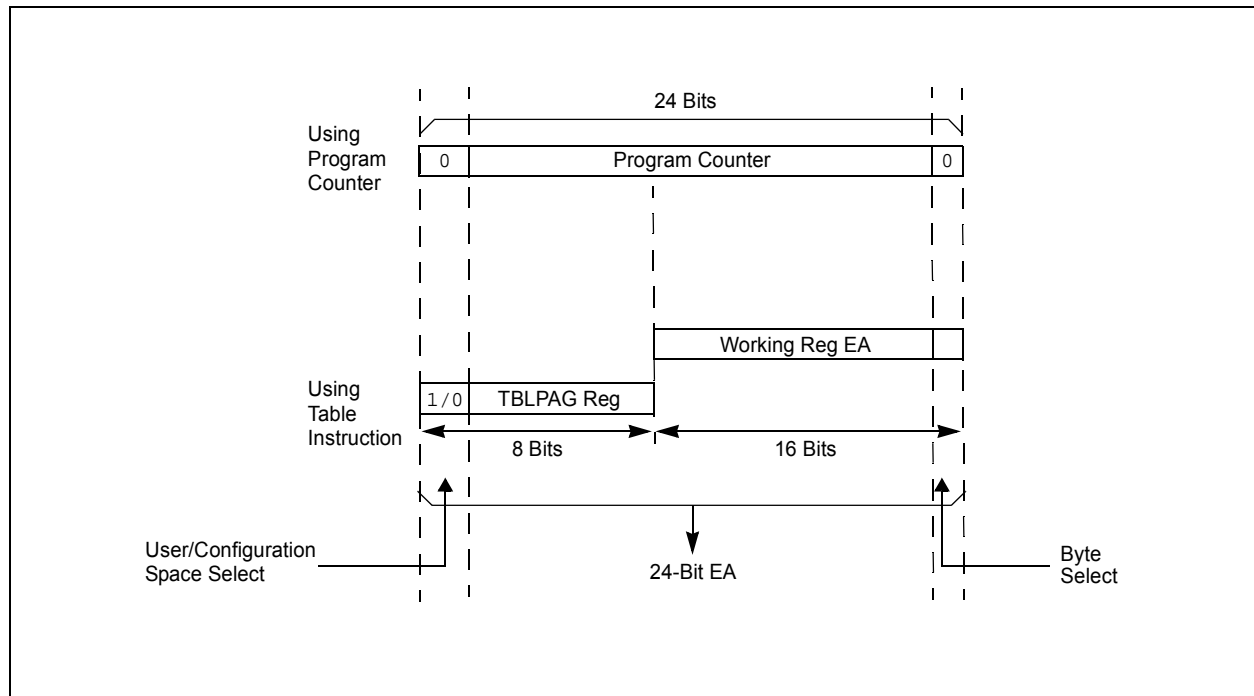 24 Bits
Using
Program
Counter
0
Program Counter
0
Working Reg EA
Using
Table
Instruction
1/0
TBLPAG Reg
8 Bits
16 Bits
User/Configuration
Space Select
24-Bit EA
Byte
Select